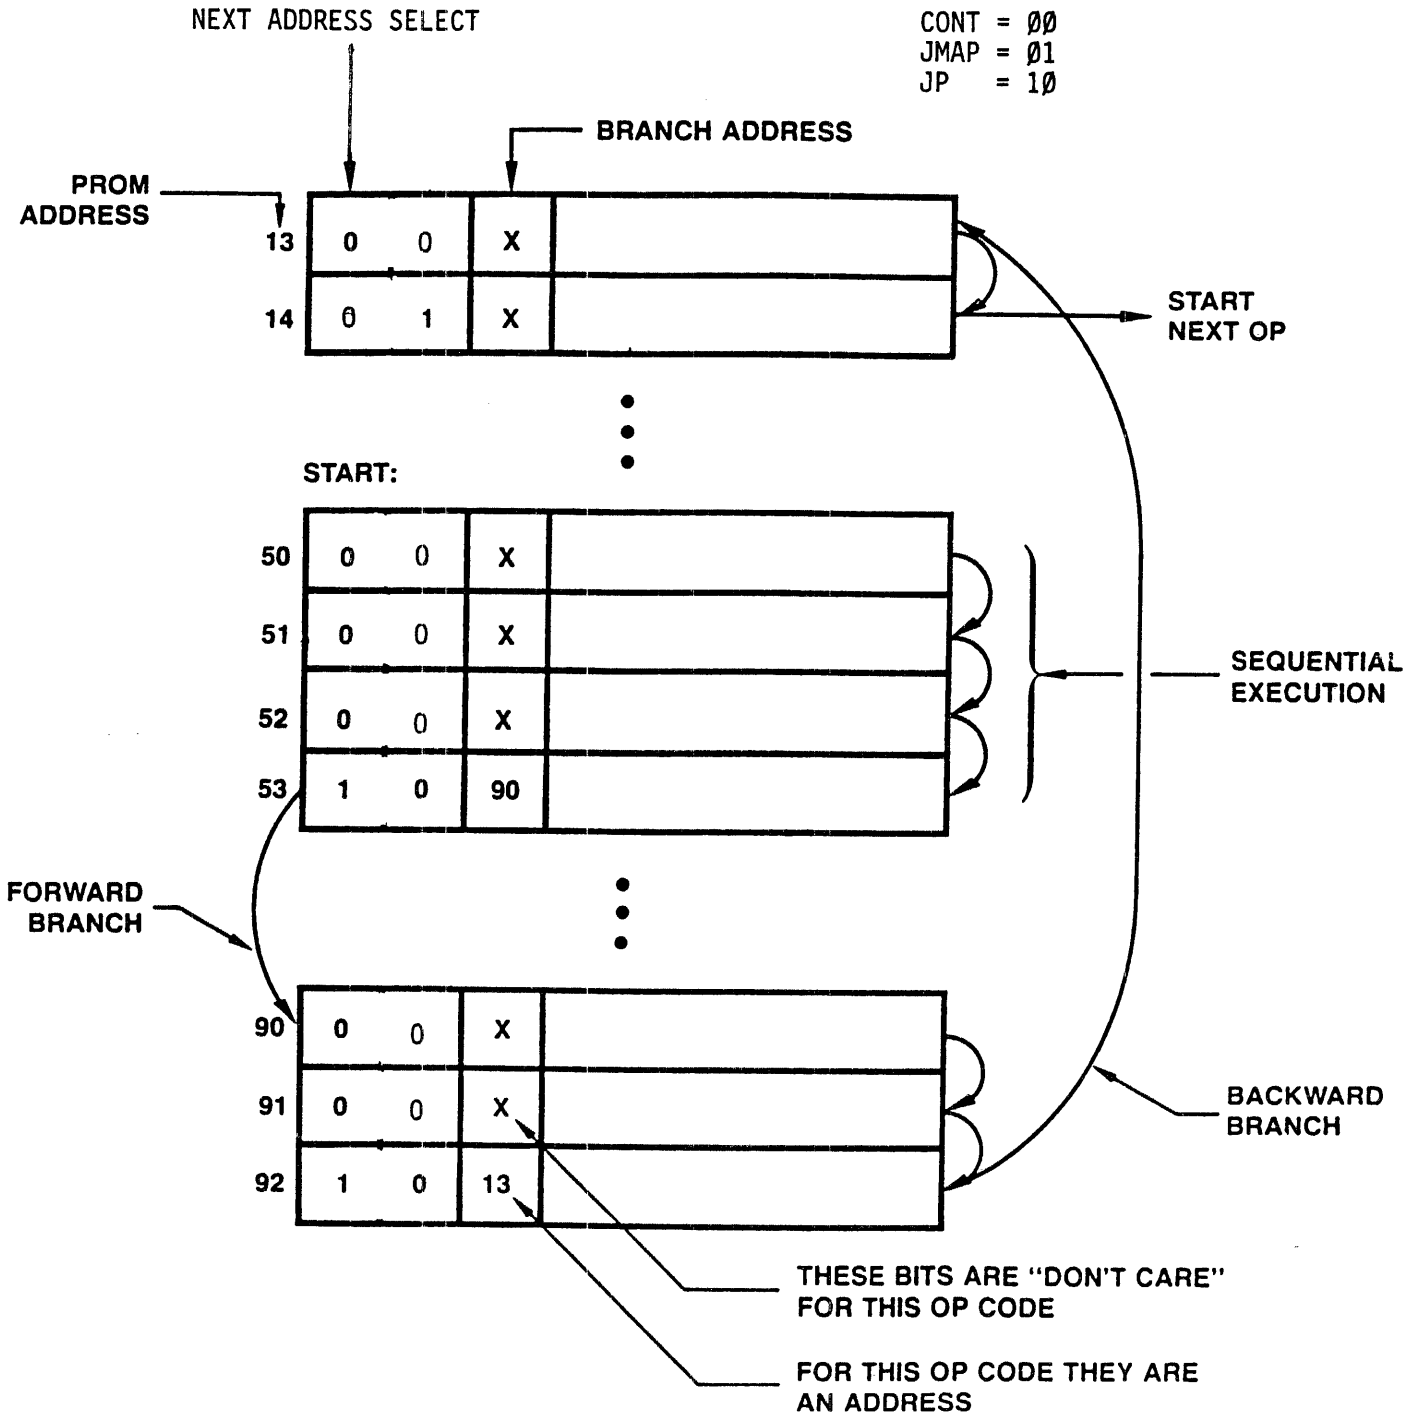 NEXT ADDRESS SELECT
CONT = 00
JMAP = 01
JP = 10
BRANCH ADDRESS
PROM
ADDRESS
13 0 0 X
14 0 1 X
START
NEXT OP
START:
50 0 0 X
51 0 0 X
52 0 0 X
53 1 0 90
SEQUENTIAL
EXECUTION
FORWARD
BRANCH
90 0 0 X
91 0 0 X
92 1 0 13
BACKWARD
BRANCH
THESE BITS ARE "DON'T CARE"
FOR THIS OP CODE
FOR THIS OP CODE THEY ARE
AN ADDRESS